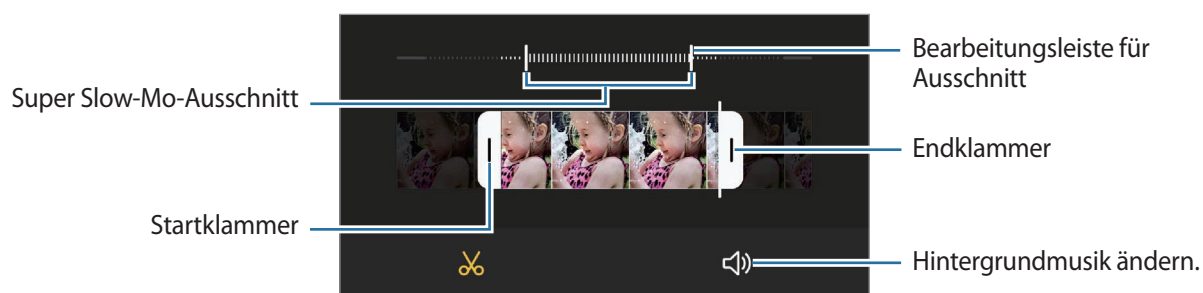 Bearbeitungsleiste für
Ausschnitt
Super Slow-Mo-Ausschnitt
Endklammer
Startklammer
Hintergrundmusik ändern.